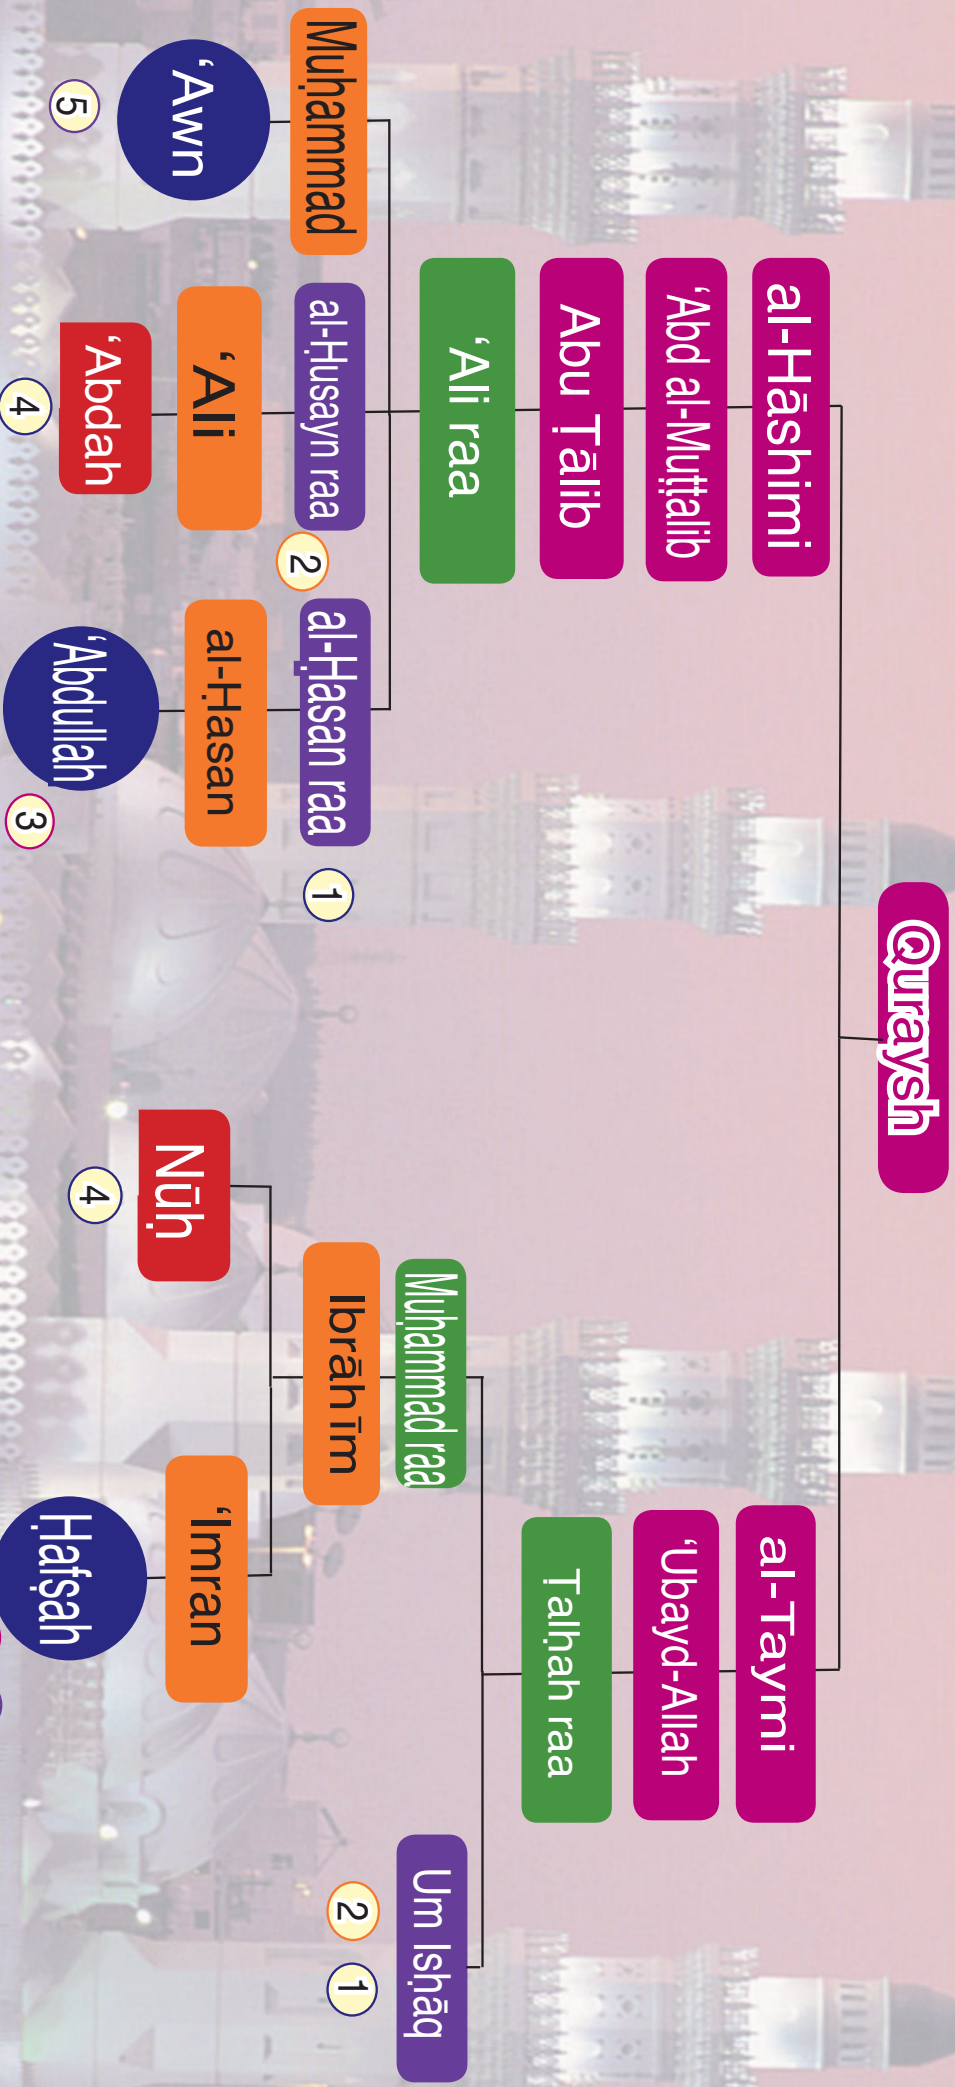 Quraysh
al-Hāshimi
al-Taymi
‘Abd al-Muṭṭalib
‘Ubayd-Allah
Abu Ṭālib
Ṭalḥah raa
‘Ali raa
Muḥammad raa
Um Isḥāq
2
1
Muḥammad
al-Ḥusayn raa
2
al-Ḥasan raa
1
Ibrāhīm
‘Awn
5
‘Ali
al-Ḥasan
Nūḥ
4
‘Imran
‘Abdah
4
‘Abdullah
3
Ḥafṣah